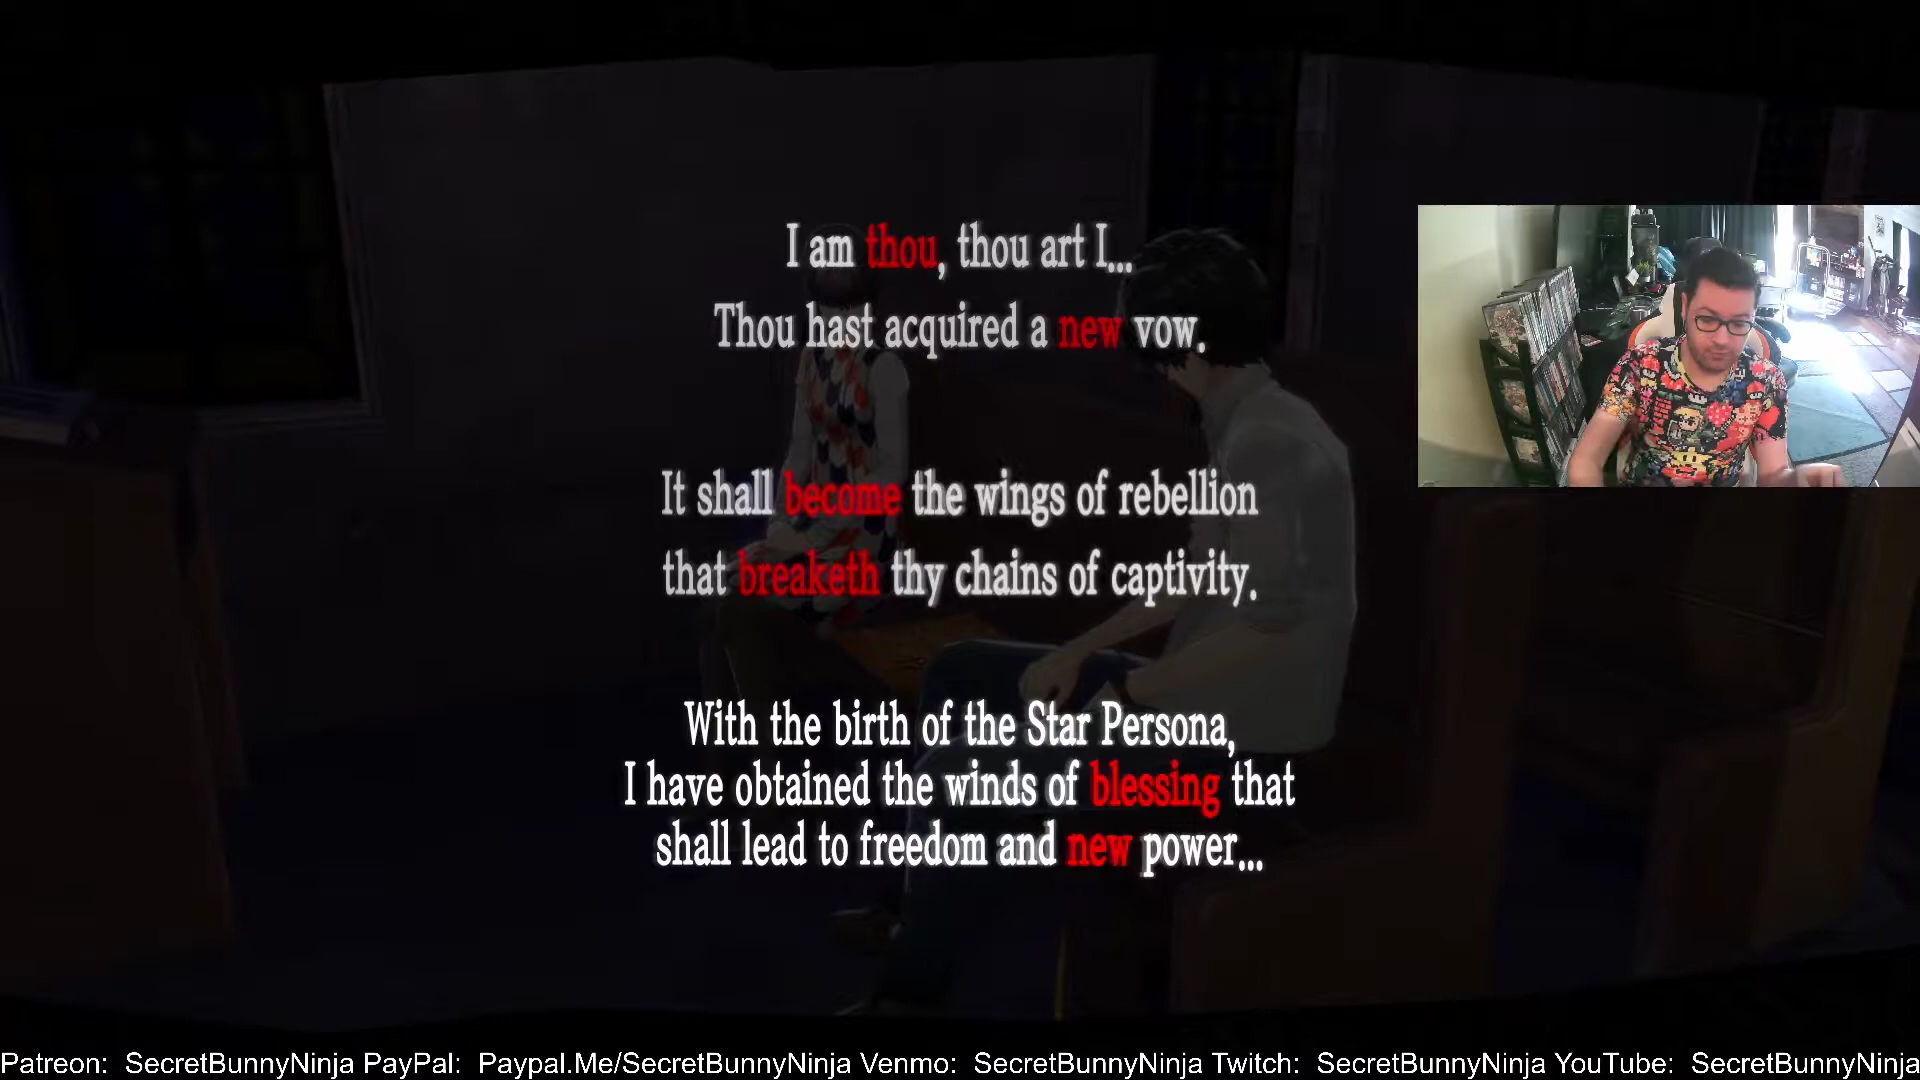 I am thou, thou art I...
Thou hast acquired a new vow.
It shall become the wings of rebellion
that breaketh thy chains of captivity.
With the birth of the Star Persona,
I have obtained the winds of blessing that
shall lead to freedom and new power...
Patreon: SecretBunnyNinja PayPal: Paypal.Me/SecretBunnyNinja Venmo: SecretBunnyNinja Twitch: SecretBunnyNinja YouTube: SecretBunnyNinja